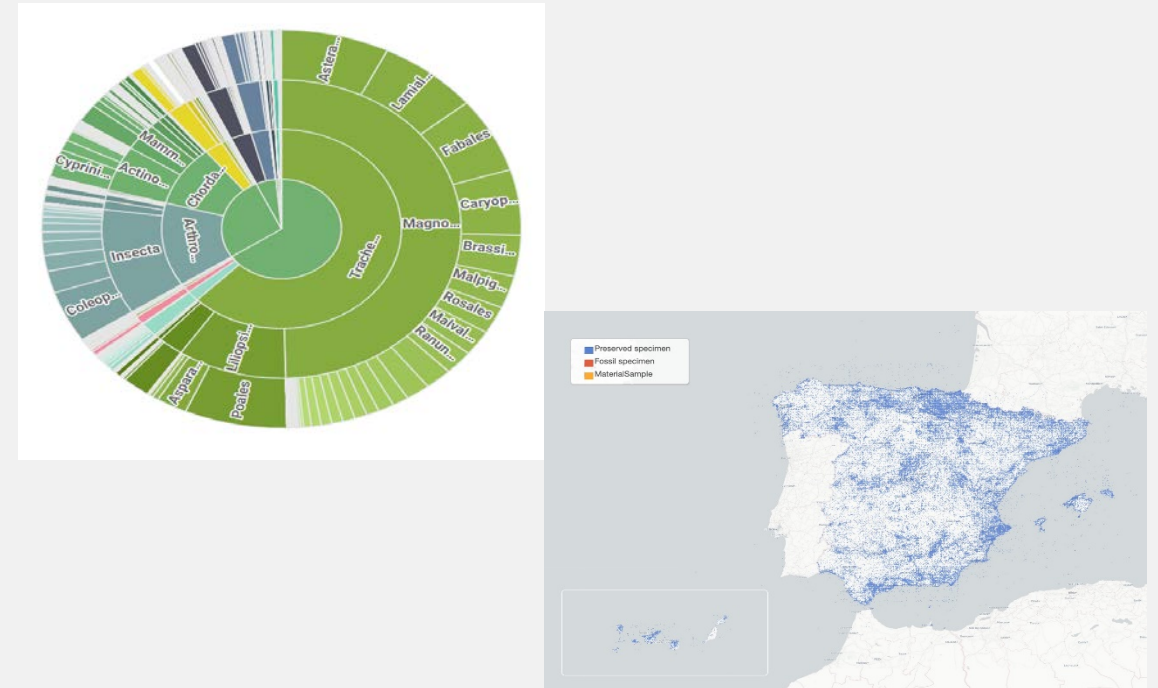 Astera...
Lamial...
Fabales
Caryop...
Brassi...
Malpig...
Rosales
Malval...
Ranun...
Magno...
Trache...
Liliopsi...
Poales
Aspara...
Coleop...
Insecta
Arthro...
Cyprini...
Actino...
Mamm...
Chorda...
Preserved specimen
Fossil specimen
MaterialSample